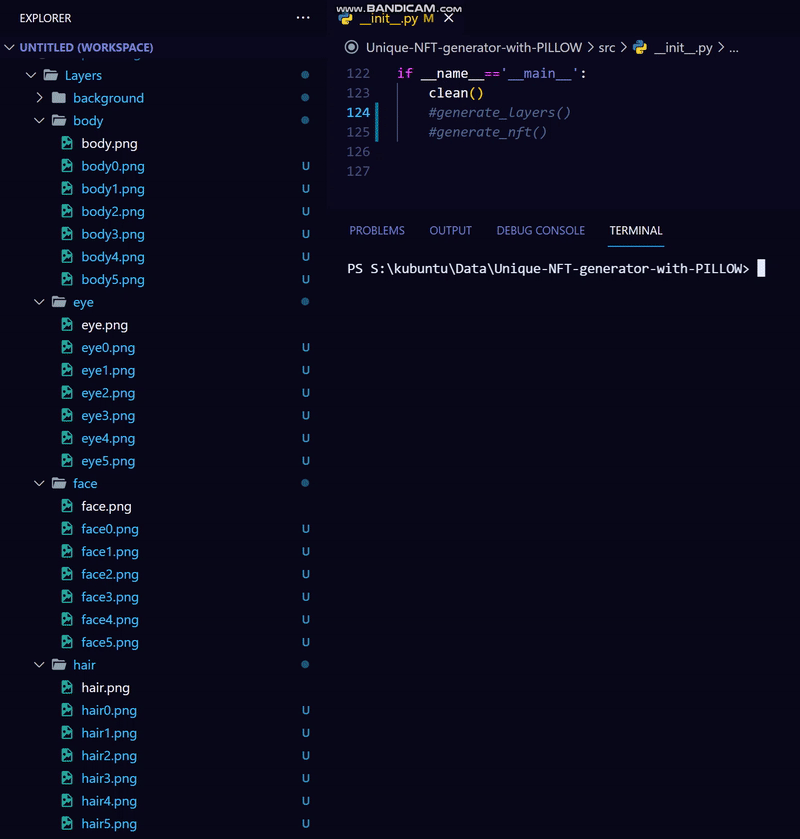 www.BANDICAM.com
EXPLORER
UNTITLED (WORKSPACE)
Layers
background
body
body.png
body0.png U
body1.png U
body2.png U
body3.png U
body4.png U
body5.png U
eye
eye.png
eye0.png U
eye1.png U
eye2.png U
eye3.png U
eye4.png U
eye5.png U
face
face.png
face0.png U
face1.png U
face2.png U
face3.png U
face4.png U
face5.png U
hair
hair.png
hair0.png U
hair1.png U
hair2.png U
hair3.png U
hair4.png U
hair5.png U
__init__.py M
Unique-NFT-generator-with-PILLOW > src > __init__.py > ...
122 if __name__=='__main__':
123 clean()
124 #generate_layers()
125 #generate_nft()
126
127
PROBLEMS OUTPUT DEBUG CONSOLE TERMINAL
PS S:\kubuntu\Data\Unique-NFT-generator-with-PILLOW>